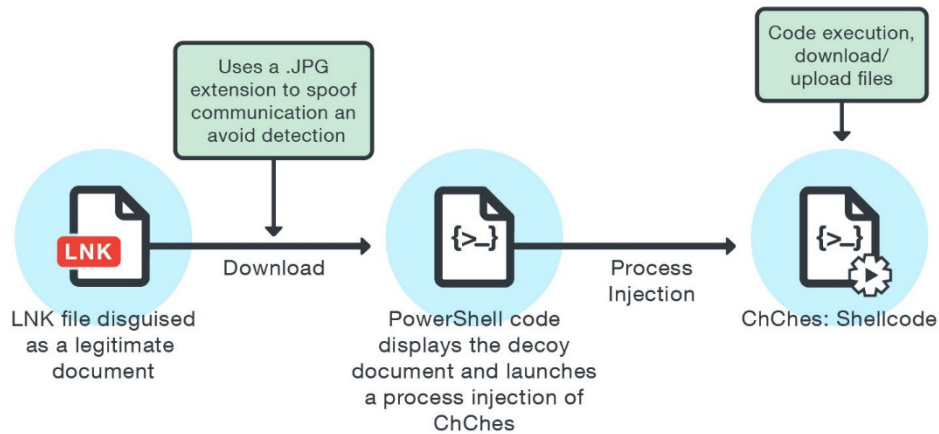 Uses a .JPG
extension to spoof
communication an
avoid detection
Code execution,
download/
upload files
LNK
{>_}
{>_}
Download
Process
Injection
LNK file disguised
as a legitimate
document
PowerShell code
displays the decoy
document and launches
a process injection of
ChChes
ChChes: Shellcode